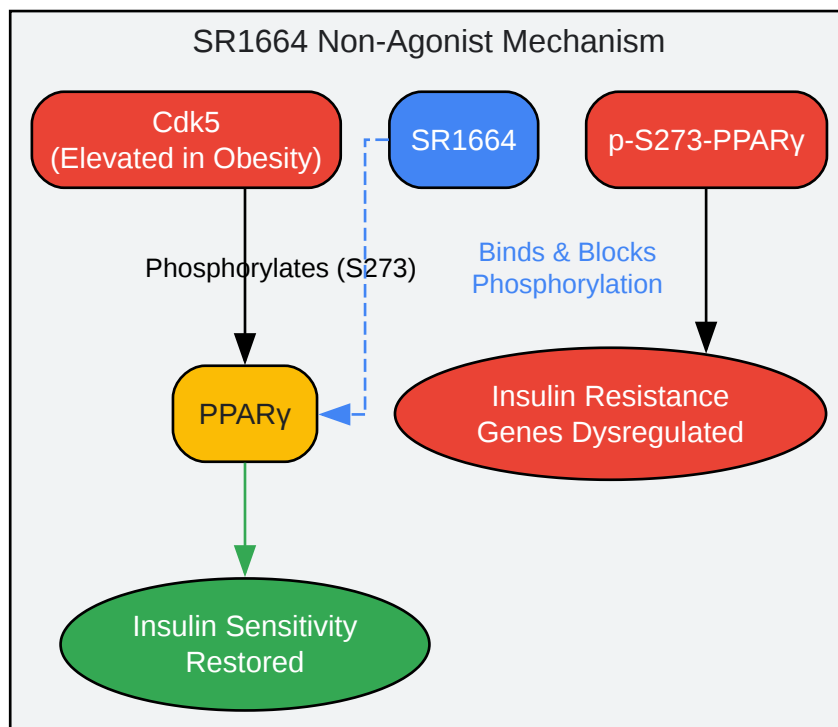 SR1664 Non-Agonist Mechanism
Cdk5
(Elevated in Obesity)
SR1664
p-S273-PPARγ
Phosphorylates (S273)
Binds & Blocks
Phosphorylation
PPARγ
Insulin Resistance
Genes Dysregulated
Insulin Sensitivity
Restored